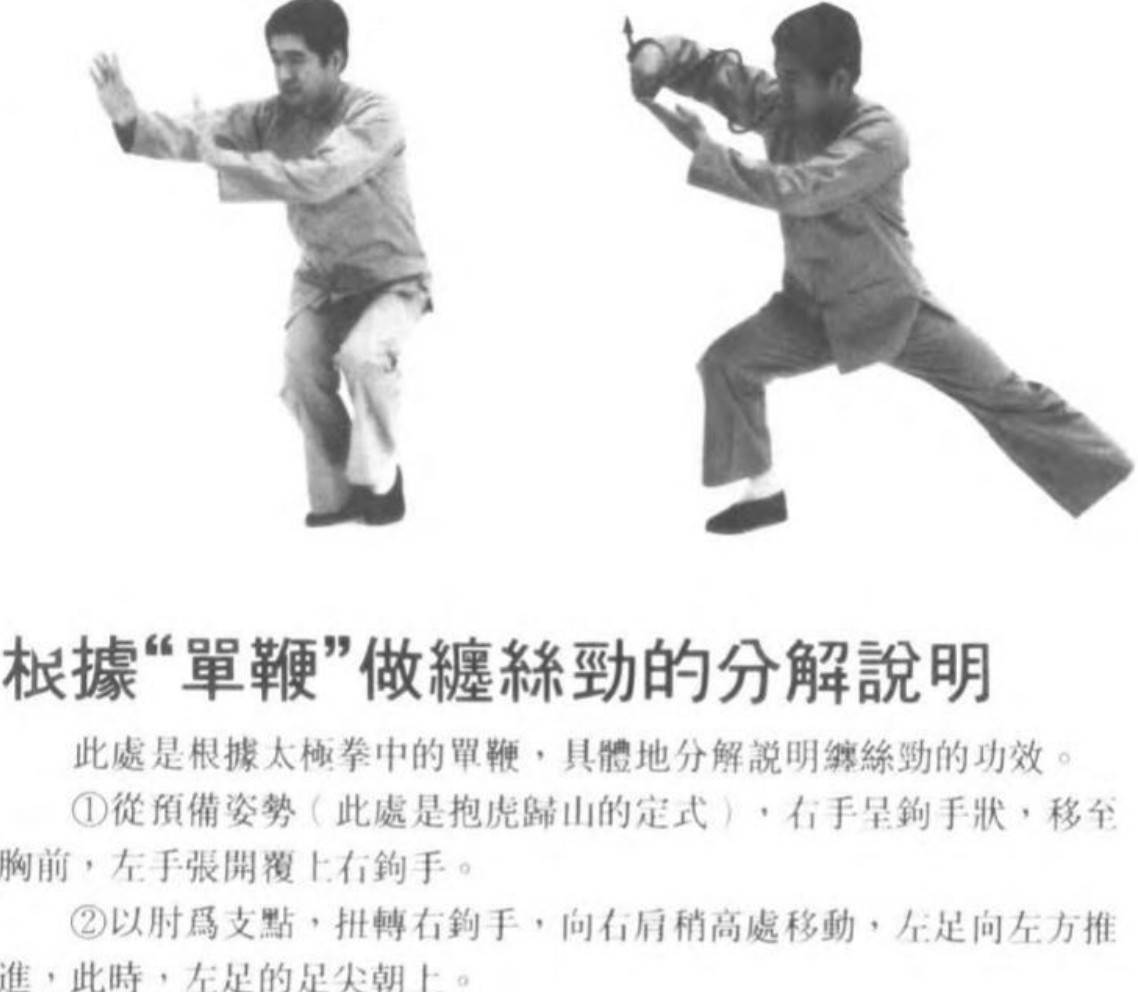 根據“單鞭”做纏絲勁的分解說明
此處是根據太極拳中的單鞭，具體地分解說明纏絲勁的功效。
①從預備姿勢（此處是抱虎歸山的定式），右手呈鉤手狀，移至
胸前，左手張開覆上右鉤手。
②以肘爲支點，扭轉右鉤手，向右肩稍高處移動，左足向左方推
進，此時，左足的足尖朝上。